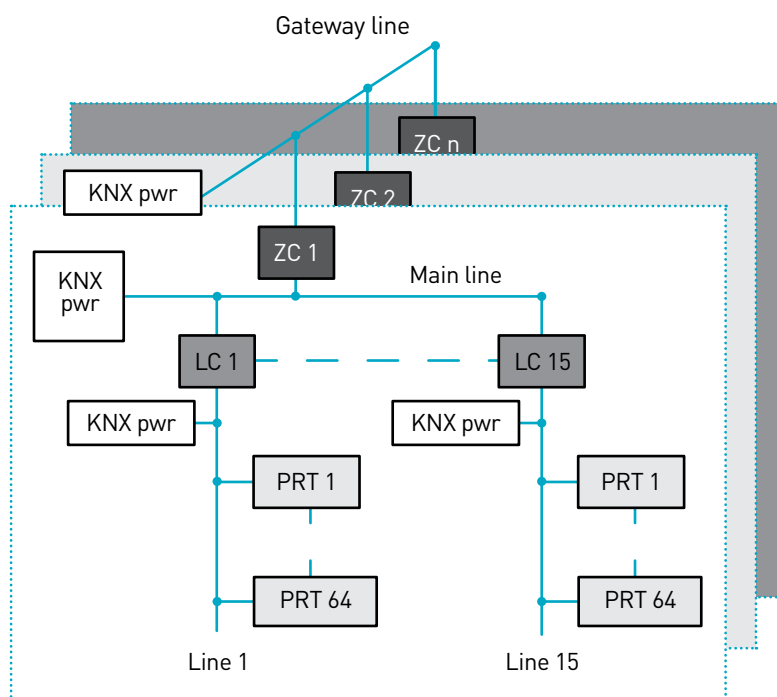 Gateway line
ZC n
KNX pwr
ZC 2
ZC 1
KNX
pwr
Main line
LC 1
LC 15
KNX pwr
KNX pwr
PRT 1
PRT 1
PRT 64
PRT 64
Line 1
Line 15